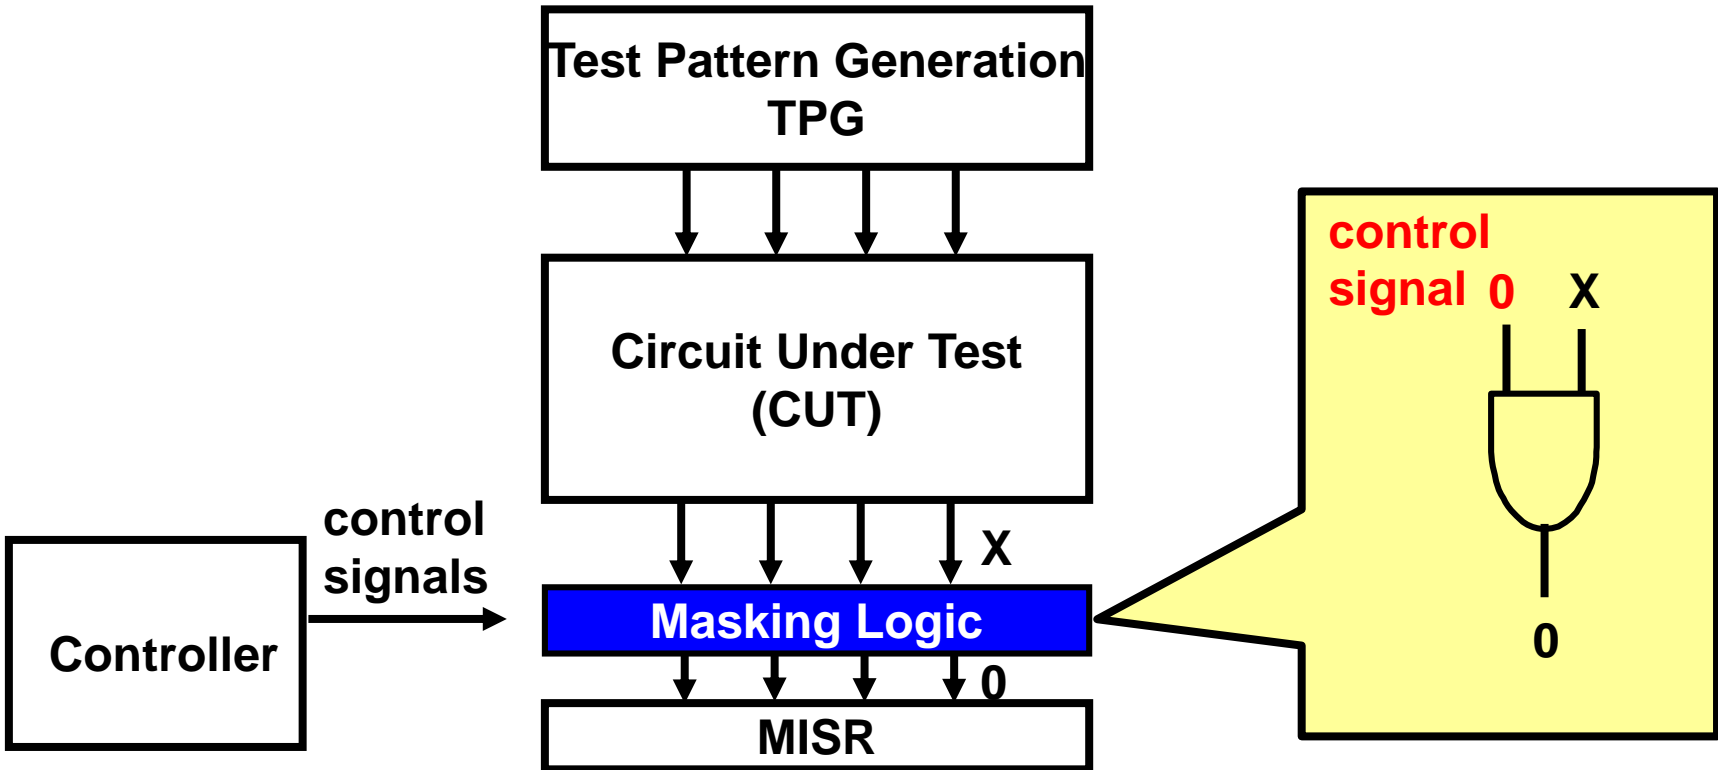 Test Pattern Generation
TPG
Circuit Under Test
(CUT)
X
control
signals
Controller
Masking Logic
0
MISR
control
signal 0 X
0